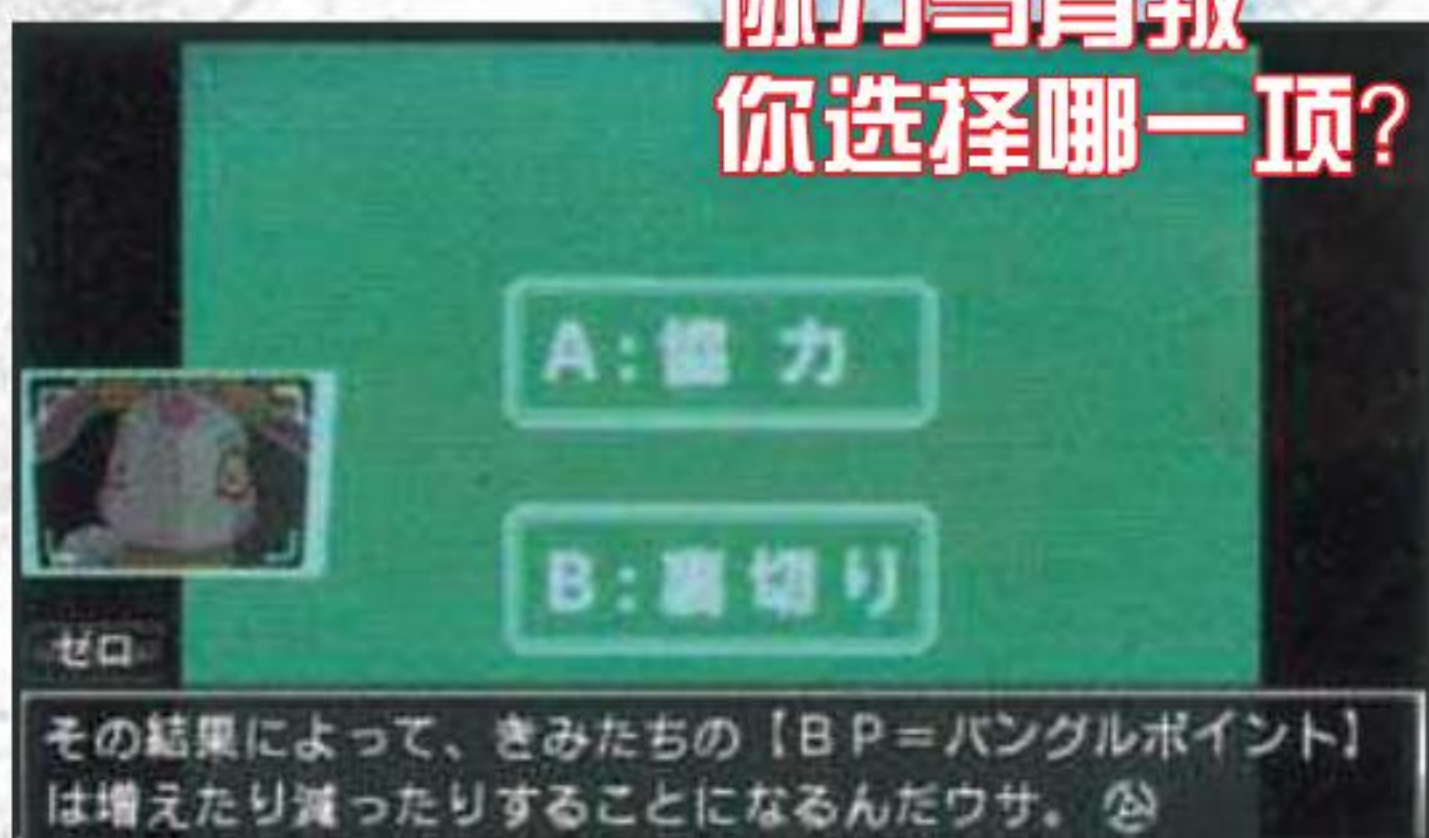 你选择哪一项?
A:協力
B:裏切り
ゼロ
その結果によって、きみたちの【BP=バングルポイント】
は増えたり減ったりすることになるんだウサ。